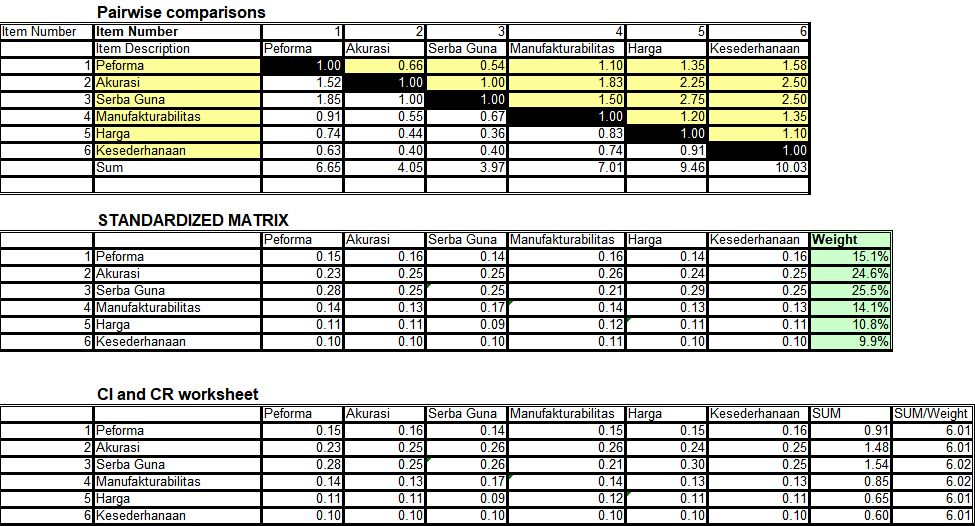 Pairwise comparisons
Item Number Item Number 1 2 3 4 5 6
Item Description Peforma Akurasi Serba Guna Manufakturabilitas Harga Kesederhanaan
1 Peforma 1.00 0.66 0.54 1.10 1.35 1.58
2 Akurasi 1.52 1.00 1.00 1.83 2.25 2.50
3 Serba Guna 1.85 1.00 1.00 1.50 2.75 2.50
4 Manufakturabilitas 0.91 0.55 0.67 1.00 1.20 1.35
5 Harga 0.74 0.44 0.36 0.83 1.00 1.10
6 Kesederhanaan 0.63 0.40 0.40 0.74 0.91 1.00
Sum 6.65 4.05 3.97 7.01 9.46 10.03
STANDARDIZED MATRIX
Peforma Akurasi Serba Guna Manufakturabilitas Harga Kesederhanaan Weight
1 Peforma 0.15 0.16 0.14 0.16 0.14 0.16 15.1%
2 Akurasi 0.23 0.25 0.25 0.26 0.24 0.25 24.6%
3 Serba Guna 0.28 0.25 0.25 0.21 0.29 0.25 25.5%
4 Manufakturabilitas 0.14 0.13 0.17 0.14 0.13 0.13 14.1%
5 Harga 0.11 0.11 0.09 0.12 0.11 0.11 10.8%
6 Kesederhanaan 0.10 0.10 0.10 0.11 0.10 0.10 9.9%
CI and CR worksheet
Peforma Akurasi Serba Guna Manufakturabilitas Harga Kesederhanaan SUM SUM/Weight
1 Peforma 0.15 0.16 0.14 0.15 0.15 0.16 0.91 6.01
2 Akurasi 0.23 0.25 0.26 0.26 0.24 0.25 1.48 6.01
3 Serba Guna 0.28 0.25 0.26 0.21 0.30 0.25 1.54 6.02
4 Manufakturabilitas 0.14 0.13 0.17 0.14 0.13 0.13 0.85 6.02
5 Harga 0.11 0.11 0.09 0.12 0.11 0.11 0.65 6.01
6 Kesederhanaan 0.10 0.10 0.10 0.10 0.10 0.10 0.60 6.01